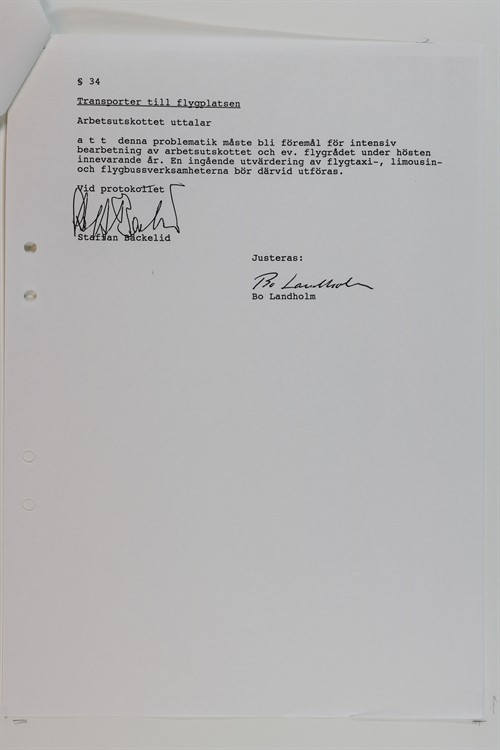 § 34
Transporter till flygplatsen
Arbetsutskottet uttalar
a t t denna problematik måste bli föremål för intensiv
bearbetning av arbetsutskottet och ev. flygrådet under hösten
innevarande år. En ingående utvärdering av flygtaxi-, limousin-
och flygbussverksamheterna bör därvid utföras.
Vid protokollet
Staffan Bäckelid
Justeras:
Bo Landholm
Bo Landholm